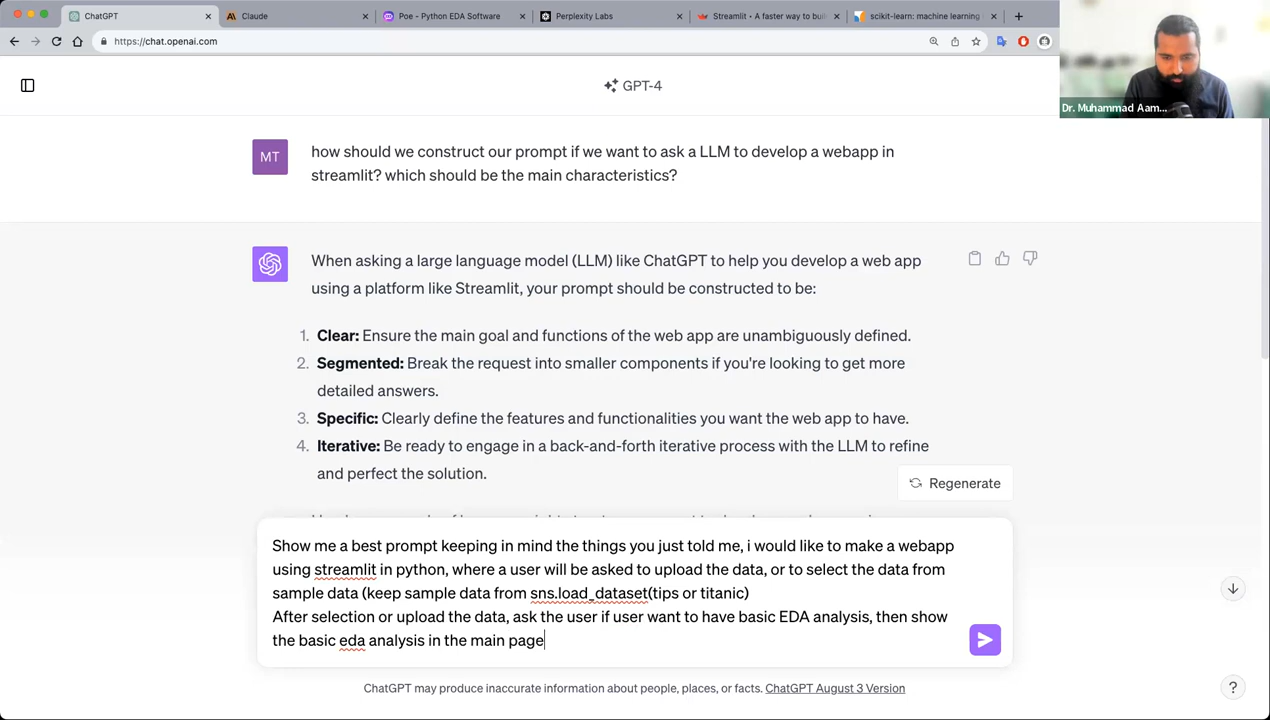 ChatGPT
Claude
Poe - Python EDA Software
Perplexity Labs
Streamlit • A faster way to buil
scikit-learn: machine learning
https://chat.openai.com
Dr. Muhammad Aam...
GPT-4
MT
how should we construct our prompt if we want to ask a LLM to develop a webapp in
streamlit? which should be the main characteristics?
When asking a large language model (LLM) like ChatGPT to help you develop a web app
using a platform like Streamlit, your prompt should be constructed to be:
1. Clear: Ensure the main goal and functions of the web app are unambiguously defined.
2. Segmented: Break the request into smaller components if you're looking to get more
detailed answers.
3. Specific: Clearly define the features and functionalities you want the web app to have.
4. Iterative: Be ready to engage in a back-and-forth iterative process with the LLM to refine
and perfect the solution.
Regenerate
Show me a best prompt keeping in mind the things you just told me, i would like to make a webapp
using streamlit in python, where a user will be asked to upload the data, or to select the data from
sample data (keep sample data from sns.load_dataset(tips or titanic)
After selection or upload the data, ask the user if user want to have basic EDA analysis, then show
the basic eda analysis in the main page
ChatGPT may produce inaccurate information about people, places, or facts. ChatGPT August 3 Version
?